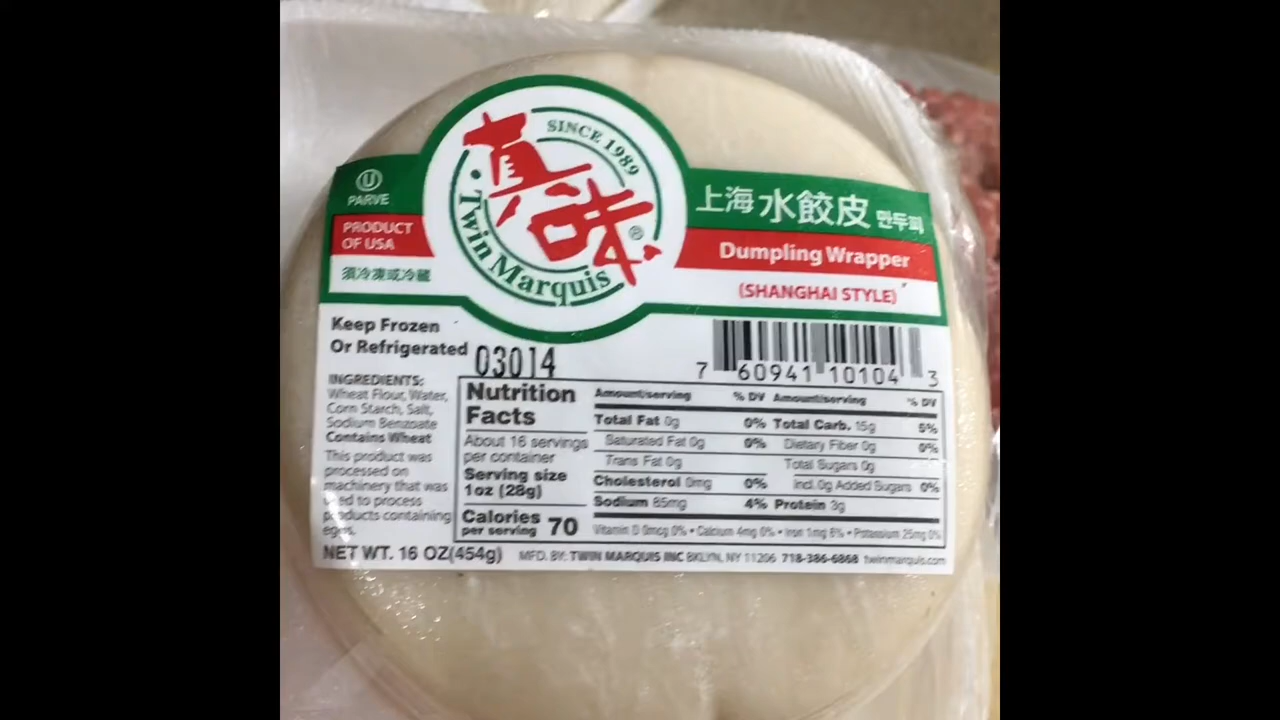 SINCE 1989
真味
®
Twin Marquis
U
PARVE
PRODUCT
OF USA
須冷凍或冷藏
上海水餃皮 만두피
Dumpling Wrapper
(SHANGHAI STYLE)
Keep Frozen
Or Refrigerated
03014
7 60941 10104 3
INGREDIENTS:
Wheat Flour, Water,
Corn Starch, Salt,
Sodium Benzoate
Contains Wheat
This product was
processed on
machinery that was
used to process
products containing
eggs.
Nutrition
Facts
About 16 servings
per container
Serving size
1oz (28g)
Calories 70
per serving
Amount/serving % DV Amount/serving % DV
Total Fat 0g 0% Total Carb. 15g 5%
Saturated Fat 0g 0% Dietary Fiber 0g 0%
Trans Fat 0g Total Sugars 0g
Cholesterol 0mg 0% Incl. 0g Added Sugars 0%
Sodium 85mg 4% Protein 3g
Vitamin D 0mcg 0% • Calcium 4mg 0% • Iron 1mg 6% • Potassium 25mg 0%
NET WT. 16 OZ(454g) MFD. BY: TWIN MARQUIS INC BKLYN, NY 11206 718-386-6868 twinmarquis.com